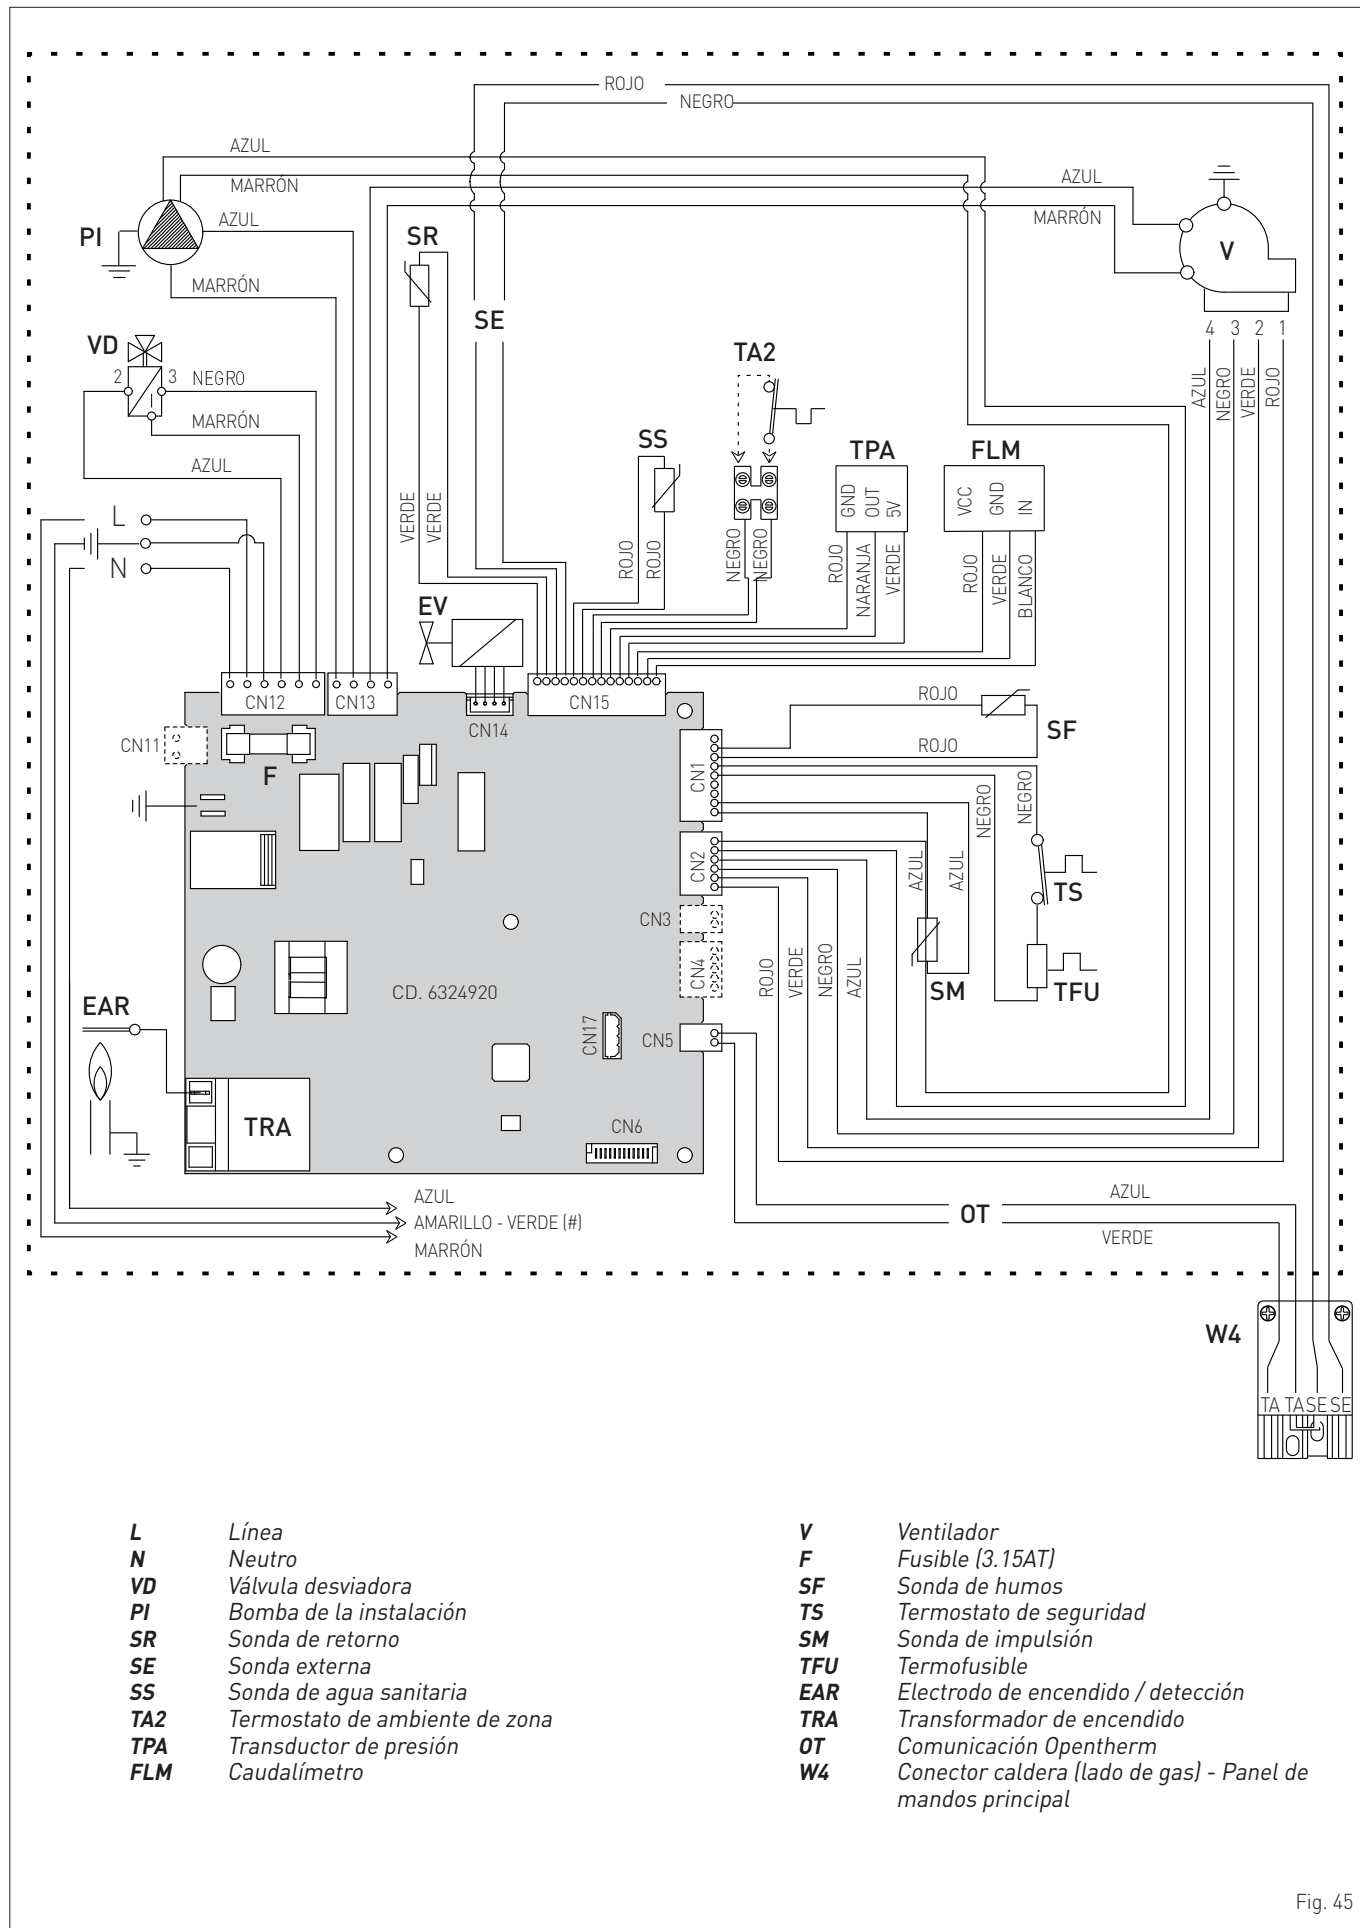 ROJO
NEGRO
AZUL
MARRÓN
AZUL
MARRÓN
AZUL
MARRÓN
PI
V
4 3 2 1
AZUL
NEGRO
VERDE
ROJO
SR
SE
VD
2
3
NEGRO
MARRÓN
AZUL
VERDE
VERDE
TA2
SS
ROJO
ROJO
NEGRO
NEGRO
TPA
GND
OUT
5V
ROJO
NARANJA
VERDE
FLM
VCC
GND
IN
ROJO
VERDE
BLANCO
L
N
EV
CN12
CN13
CN14
CN15
CN11
F
ROJO
SF
ROJO
CN1
NEGRO
NEGRO
CN2
AZUL
AZUL
TS
CN3
CN4
ROJO
VERDE
NEGRO
AZUL
SM
TFU
CD. 6324920
EAR
CN17
CN5
TRA
CN6
AZUL
AMARILLO - VERDE (#)
MARRÓN
AZUL
OT
VERDE
W4
TA TA SE SE
L Línea
N Neutro
VD Válvula desviadora
PI Bomba de la instalación
SR Sonda de retorno
SE Sonda externa
SS Sonda de agua sanitaria
TA2 Termostato de ambiente de zona
TPA Transductor de presión
FLM Caudalímetro
V Ventilador
F Fusible (3.15AT)
SF Sonda de humos
TS Termostato de seguridad
SM Sonda de impulsión
TFU Termofusible
EAR Electrodo de encendido / detección
TRA Transformador de encendido
OT Comunicación Opentherm
W4 Conector caldera (lado de gas) - Panel de
mandos principal
Fig. 45